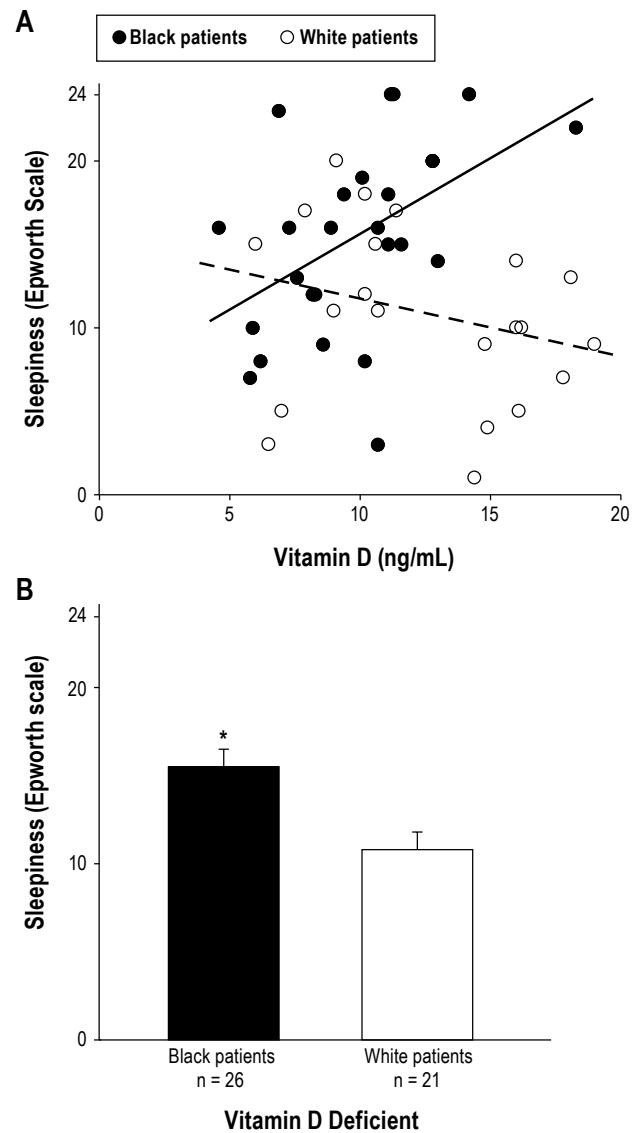 A
Black patients White patients
24
20
10
0
Sleepiness (Epworth Scale)
0 5 10 15 20
Vitamin D (ng/mL)
B
24
20
10
0
Sleepiness (Epworth scale)
*
Black patients White patients
n = 26 n = 21
Vitamin D Deficient